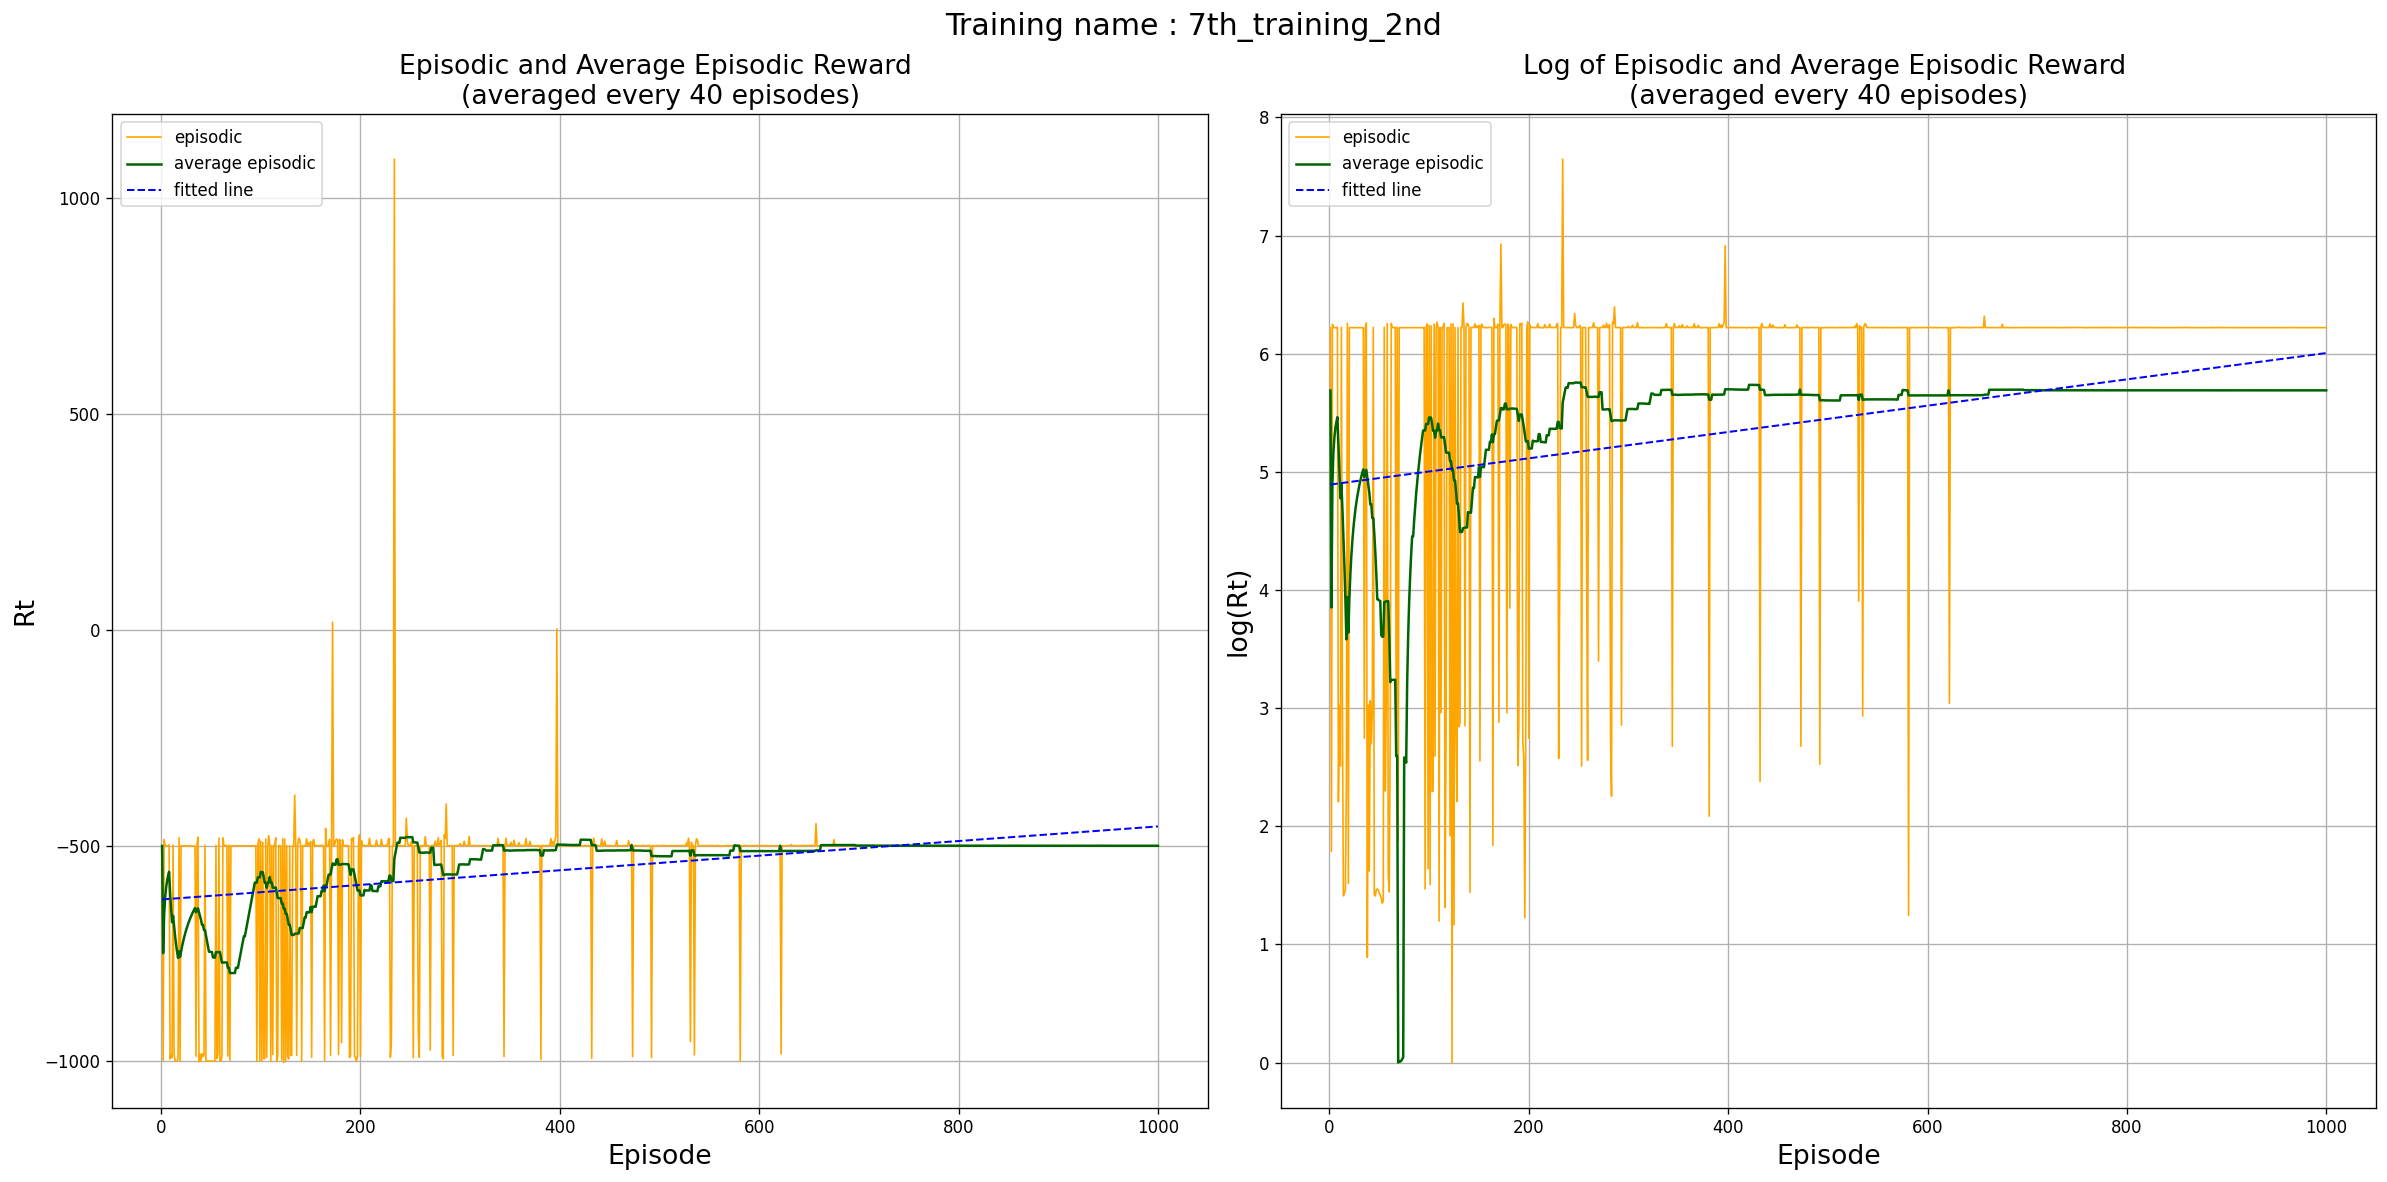 Training name : 7th_training_2nd
Episodic and Average Episodic Reward
(averaged every 40 episodes)
episodic
average episodic
fitted line
1000
500
0
−500
−1000
Rt
0
200
400
600
800
1000
Episode
Log of Episodic and Average Episodic Reward
(averaged every 40 episodes)
episodic
average episodic
fitted line
8
7
6
5
4
3
2
1
0
log(Rt)
0
200
400
600
800
1000
Episode